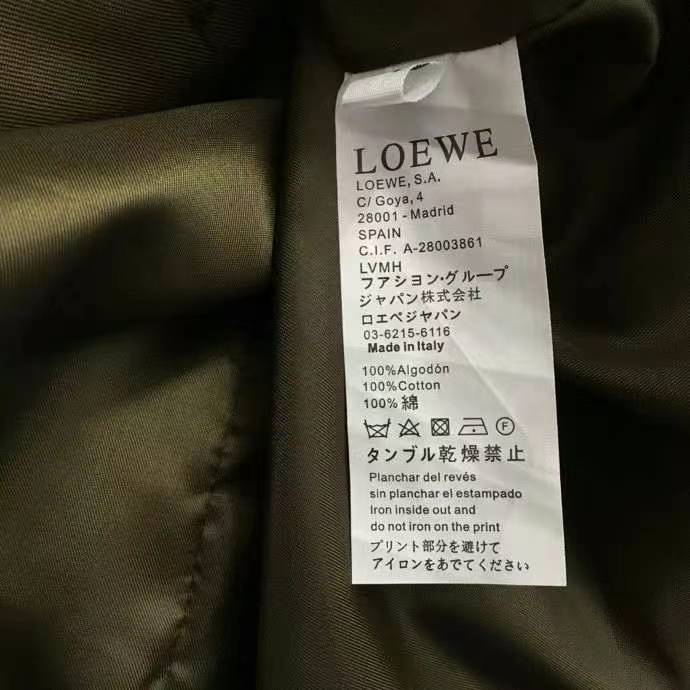 LOEWE
LOEWE, S.A.
C/ Goya, 4
28001 - Madrid
SPAIN
C.I.F. A-28003861
LVMH
フアシヨン・グループ
ジャパン株式会社
ロエベジャパン
03-6215-6116
Made in Italy
100%Algodón
100%Cotton
100% 綿
F
タンブル乾燥禁止
Planchar del revés
sin planchar el estampado
Iron inside out and
do not iron on the print
プリント部分を避けて
アイロンをあでてください